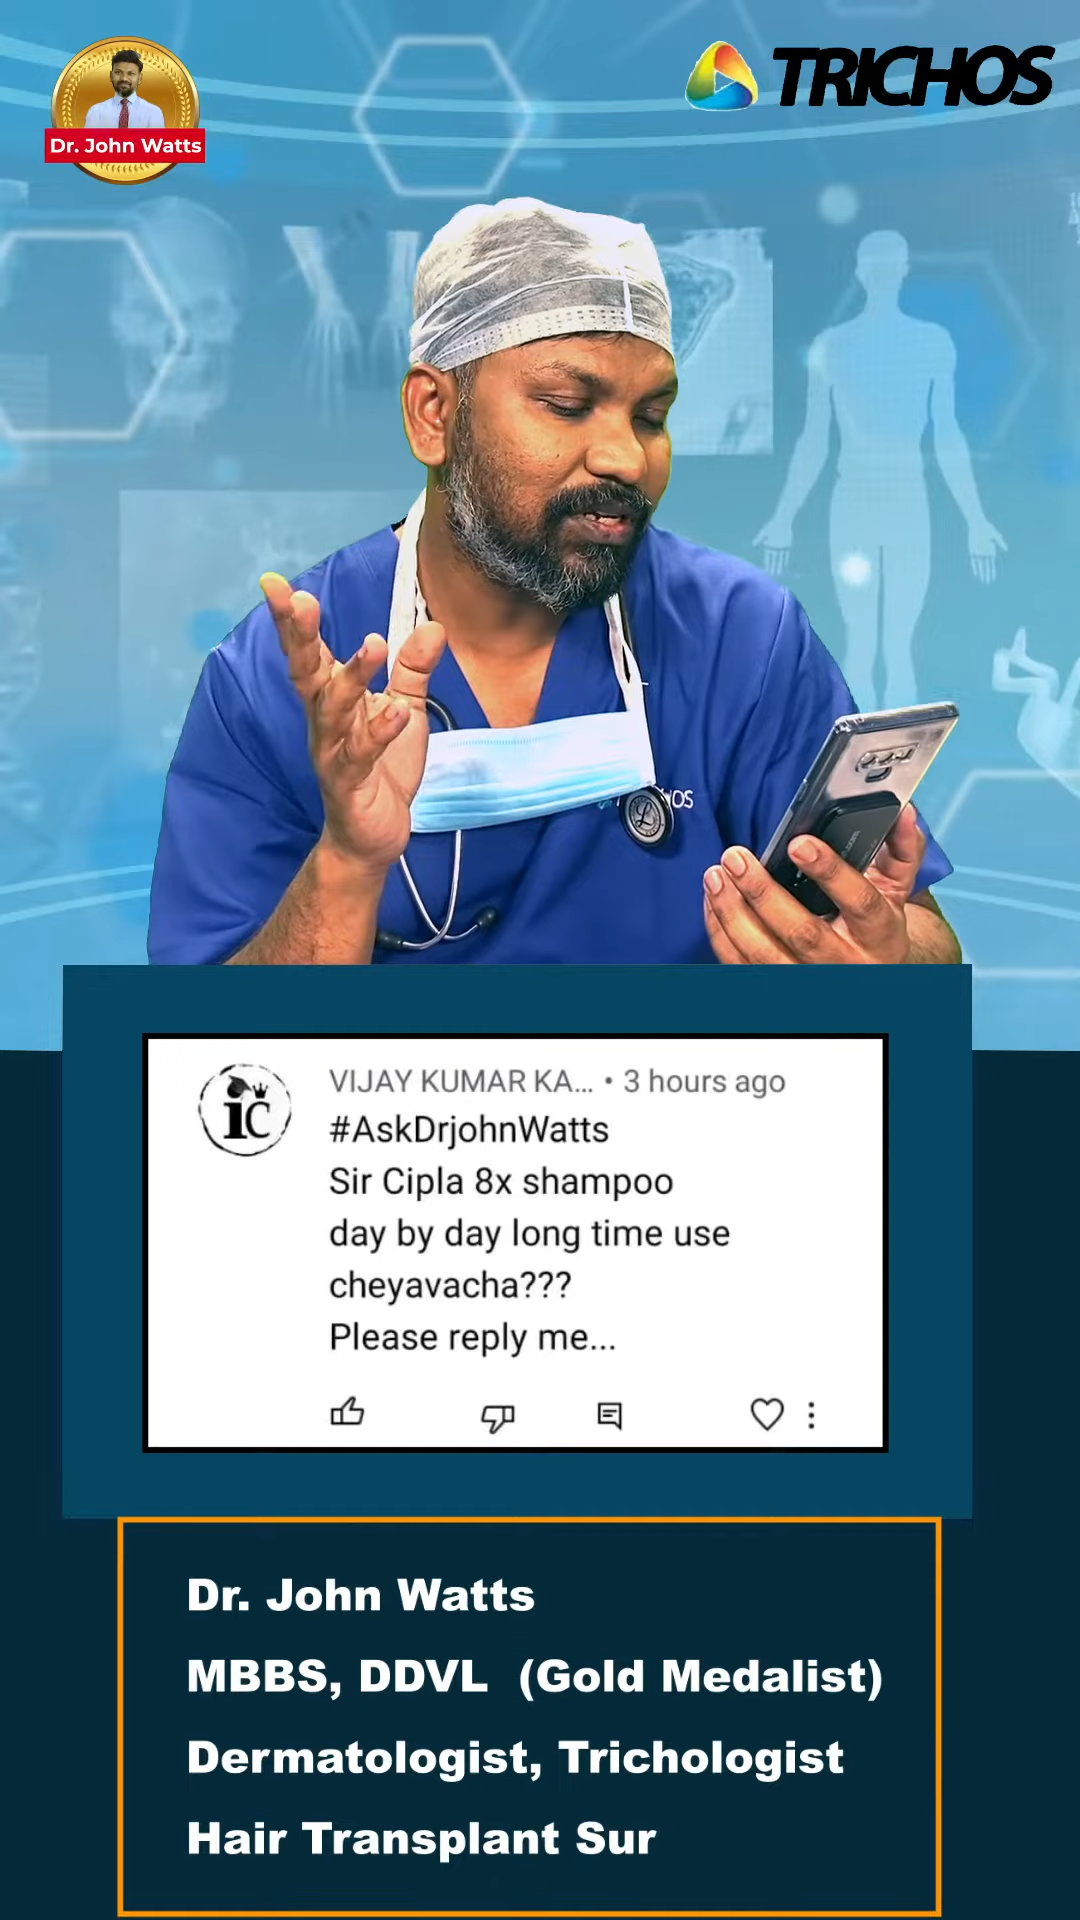 Dr. John Watts
TRICHOS
VIJAY KUMAR KA... • 3 hours ago
#AskDrjohnWatts
Sir Cipla 8x shampoo
day by day long time use
cheyavacha???
Please reply me...
Dr. John Watts
MBBS, DDVL (Gold Medalist)
Dermatologist, Trichologist
Hair Transplant Sur